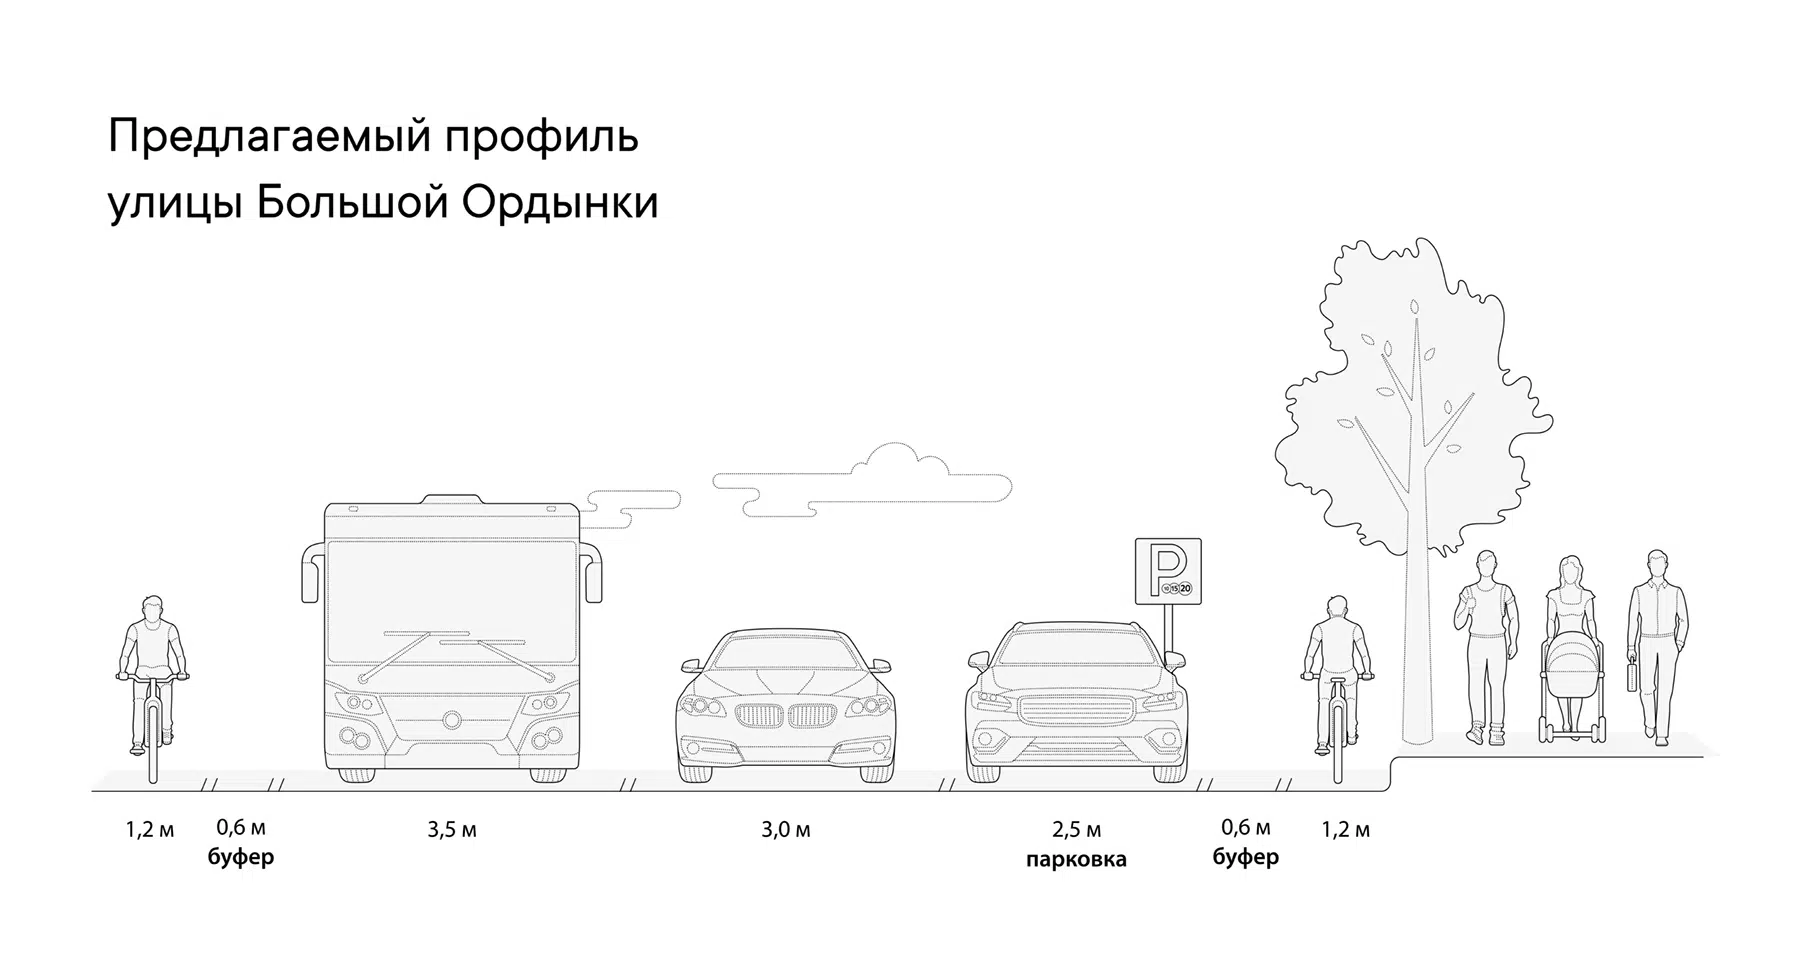 Предлагаемый профиль
улицы Большой Ордынки
P
10 15 20
1,2 м
0,6 м
буфер
3,5 м
3,0 м
2,5 м
парковка
0,6 м
буфер
1,2 м